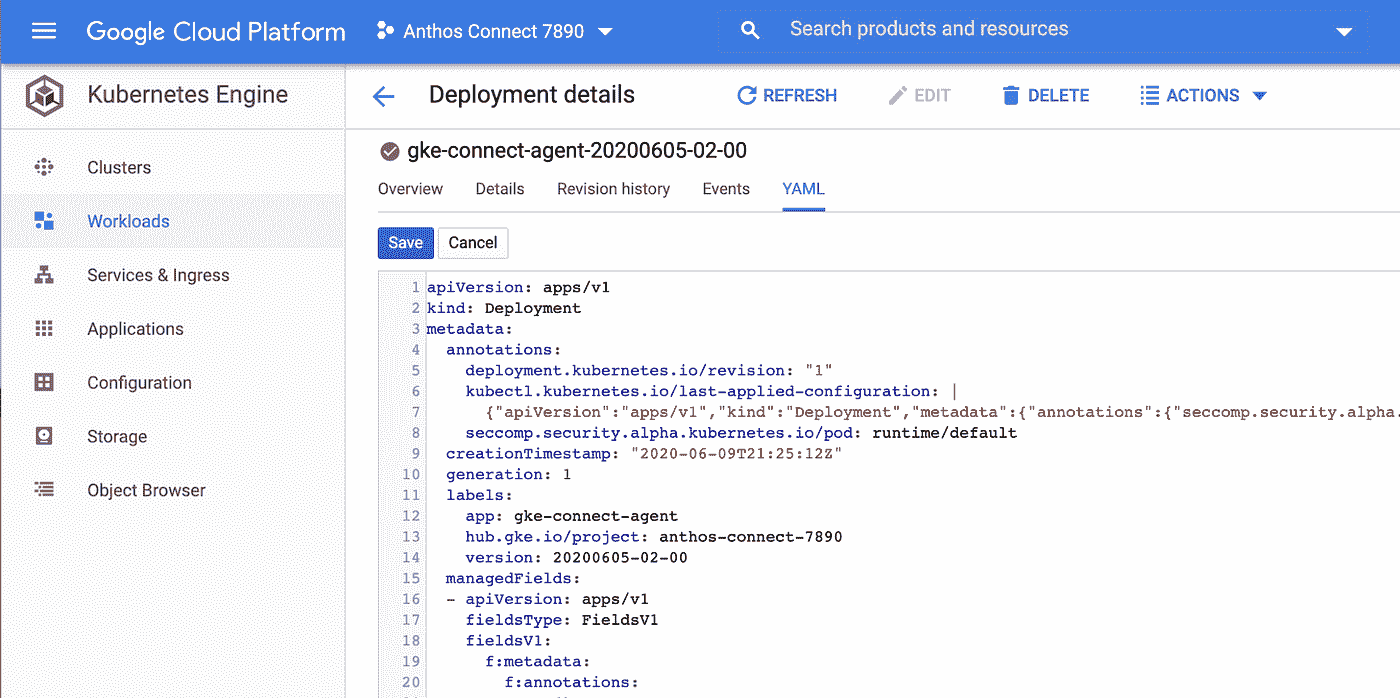 Google Cloud Platform Anthos Connect 7890 Search products and resources
Kubernetes Engine
Clusters
Workloads
Services & Ingress
Applications
Configuration
Storage
Object Browser
Deployment details REFRESH EDIT DELETE ACTIONS
gke-connect-agent-20200605-02-00
Overview Details Revision history Events YAML
Save Cancel
1 apiVersion: apps/v1
2 kind: Deployment
3 metadata:
4   annotations:
5     deployment.kubernetes.io/revision: "1"
6     kubectl.kubernetes.io/last-applied-configuration: |
7       {"apiVersion":"apps/v1","kind":"Deployment","metadata":{"annotations":{"seccomp.security.alpha.
8     seccomp.security.alpha.kubernetes.io/pod: runtime/default
9   creationTimestamp: "2020-06-09T21:25:12Z"
10   generation: 1
11   labels:
12     app: gke-connect-agent
13     hub.gke.io/project: anthos-connect-7890
14     version: 20200605-02-00
15   managedFields:
16   - apiVersion: apps/v1
17     fieldsType: FieldsV1
18     fieldsV1:
19       f:metadata:
20         f:annotations: